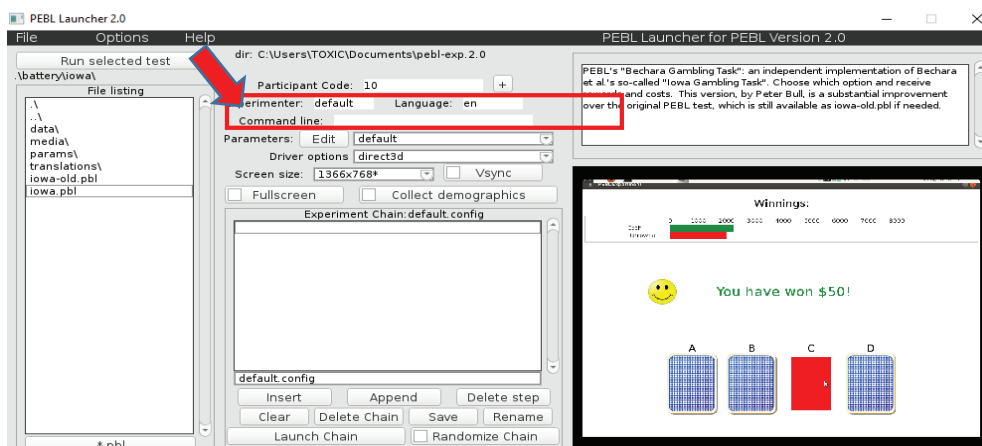 PEBL Launcher 2.0
File Options Help PEBL Launcher for PEBL Version 2.0
Run selected test
.\battery\iowa\
File listing
.\
..\
data\
media\
params\
translations\
iowa-old.pbl
iowa.pbl
*.pbl
dir: C:\Users\TOXIC\Documents\pebl-exp.2.0
Participant Code: 10 +
perimenter: default Language: en
Command line:
Parameters: Edit default
Driver options direct3d
Screen size: 1366x768* Vsync
Fullscreen Collect demographics
Experiment Chain:default.config
default.config
Insert Append Delete step
Clear Delete Chain Save Rename
Launch Chain Randomize Chain
PEBL's "Bechara Gambling Task": an independent implementation of Bechara
et al.'s so-called "Iowa Gambling Task". Choose which option and receive
rewards and costs. This version, by Peter Bull, is a substantial improvement
over the original PEBL test, which is still available as iowa-old.pbl if needed.
Winnings:
0 1000 2000 3000 4000 5000 6000 7000 8000
You have won $50!
A B C D